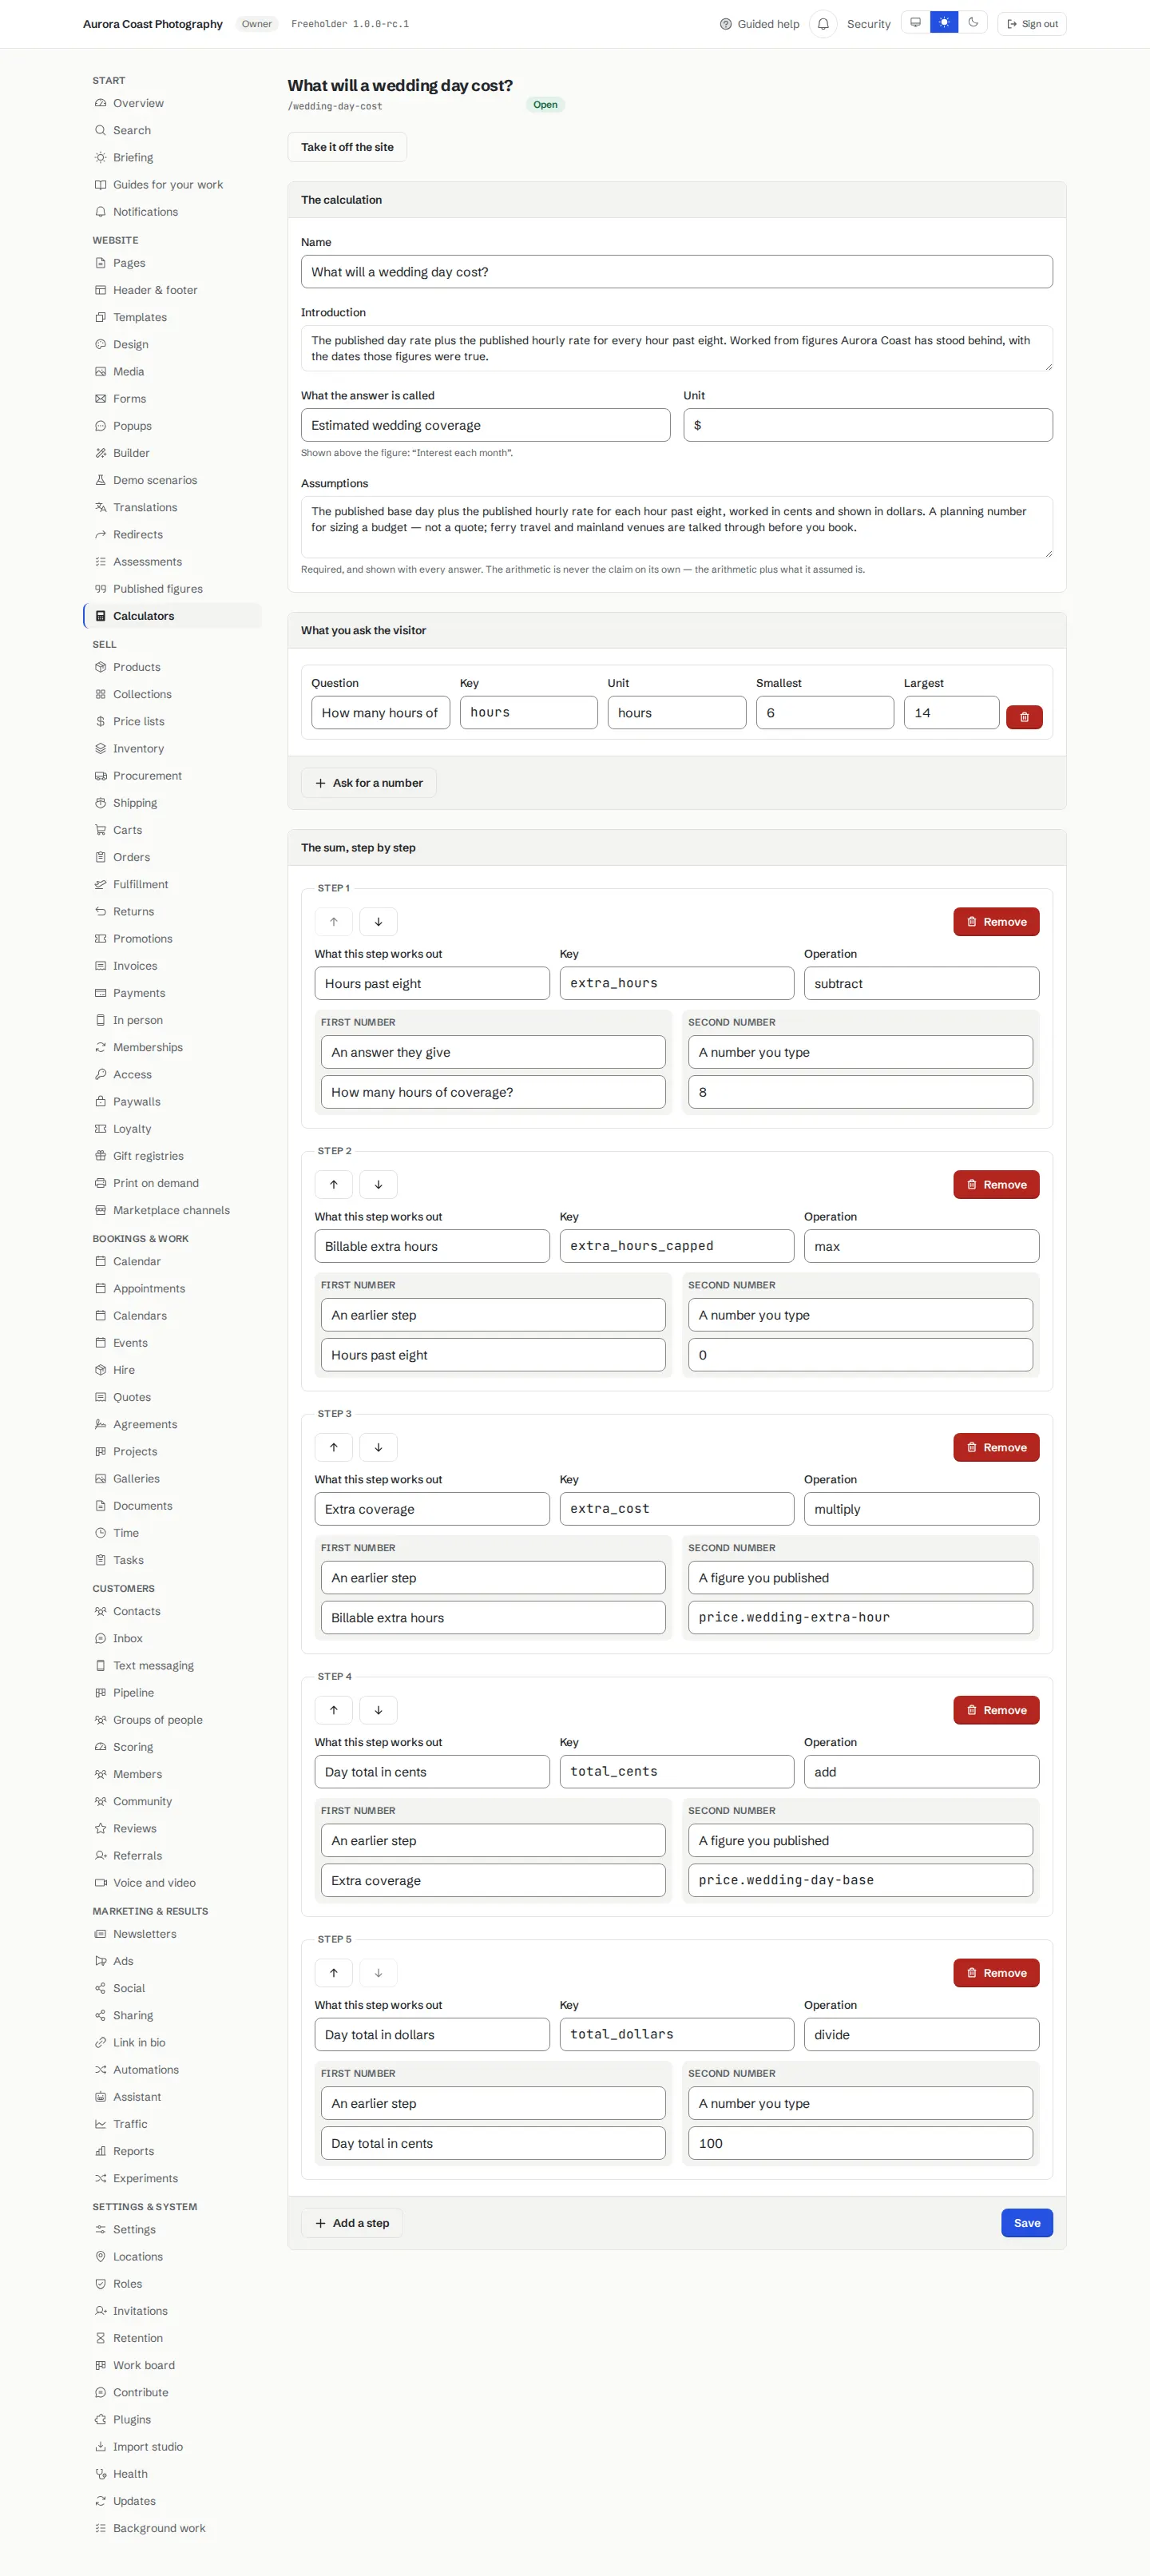 Aurora Coast Photography
Owner
Freeholder 1.0.0-rc.1
Guided help
Security
Sign out
START
Overview
Search
Briefing
Guides for your work
Notifications
WEBSITE
Pages
Header & footer
Templates
Design
Media
Forms
Popups
Builder
Demo scenarios
Translations
Redirects
Assessments
Published figures
Calculators
SELL
Products
Collections
Price lists
Inventory
Procurement
Shipping
Carts
Orders
Fulfillment
Returns
Promotions
Invoices
Payments
In person
Memberships
Access
Paywalls
Loyalty
Gift registries
Print on demand
Marketplace channels
BOOKINGS & WORK
Calendar
Appointments
Calendars
Events
Hire
Quotes
Agreements
Projects
Galleries
Documents
Time
Tasks
CUSTOMERS
Contacts
Inbox
Text messaging
Pipeline
Groups of people
Scoring
Members
Community
Reviews
Referrals
Voice and video
MARKETING & RESULTS
Newsletters
Ads
Social
Sharing
Link in bio
Automations
Assistant
Traffic
Reports
Experiments
SETTINGS & SYSTEM
Settings
Locations
Roles
Invitations
Retention
Work board
Contribute
Plugins
Import studio
Health
Updates
Background work
What will a wedding day cost?
/wedding-day-cost
Open
Take it off the site
The calculation
Name
What will a wedding day cost?
Introduction
The published day rate plus the published hourly rate for every hour past eight. Worked from figures Aurora Coast has stood behind, with
the dates those figures were true.
What the answer is called
Unit
Estimated wedding coverage
$
Shown above the figure: “Interest each month”.
Assumptions
The published base day plus the published hourly rate for each hour past eight, worked in cents and shown in dollars. A planning number
for sizing a budget — not a quote; ferry travel and mainland venues are talked through before you book.
Required, and shown with every answer. The arithmetic is never the claim on its own — the arithmetic plus what it assumed is.
What you ask the visitor
Question Key Unit Smallest Largest
How many hours of hours hours 6 14
Ask for a number
The sum, step by step
STEP 1
Remove
What this step works out Key Operation
Hours past eight extra_hours subtract
FIRST NUMBER SECOND NUMBER
An answer they give A number you type
How many hours of coverage? 8
STEP 2
Remove
What this step works out Key Operation
Billable extra hours extra_hours_capped max
FIRST NUMBER SECOND NUMBER
An earlier step A number you type
Hours past eight 0
STEP 3
Remove
What this step works out Key Operation
Extra coverage extra_cost multiply
FIRST NUMBER SECOND NUMBER
An earlier step A figure you published
Billable extra hours price.wedding-extra-hour
STEP 4
Remove
What this step works out Key Operation
Day total in cents total_cents add
FIRST NUMBER SECOND NUMBER
An earlier step A figure you published
Extra coverage price.wedding-day-base
STEP 5
Remove
What this step works out Key Operation
Day total in dollars total_dollars divide
FIRST NUMBER SECOND NUMBER
An earlier step A number you type
Day total in cents 100
Add a step
Save